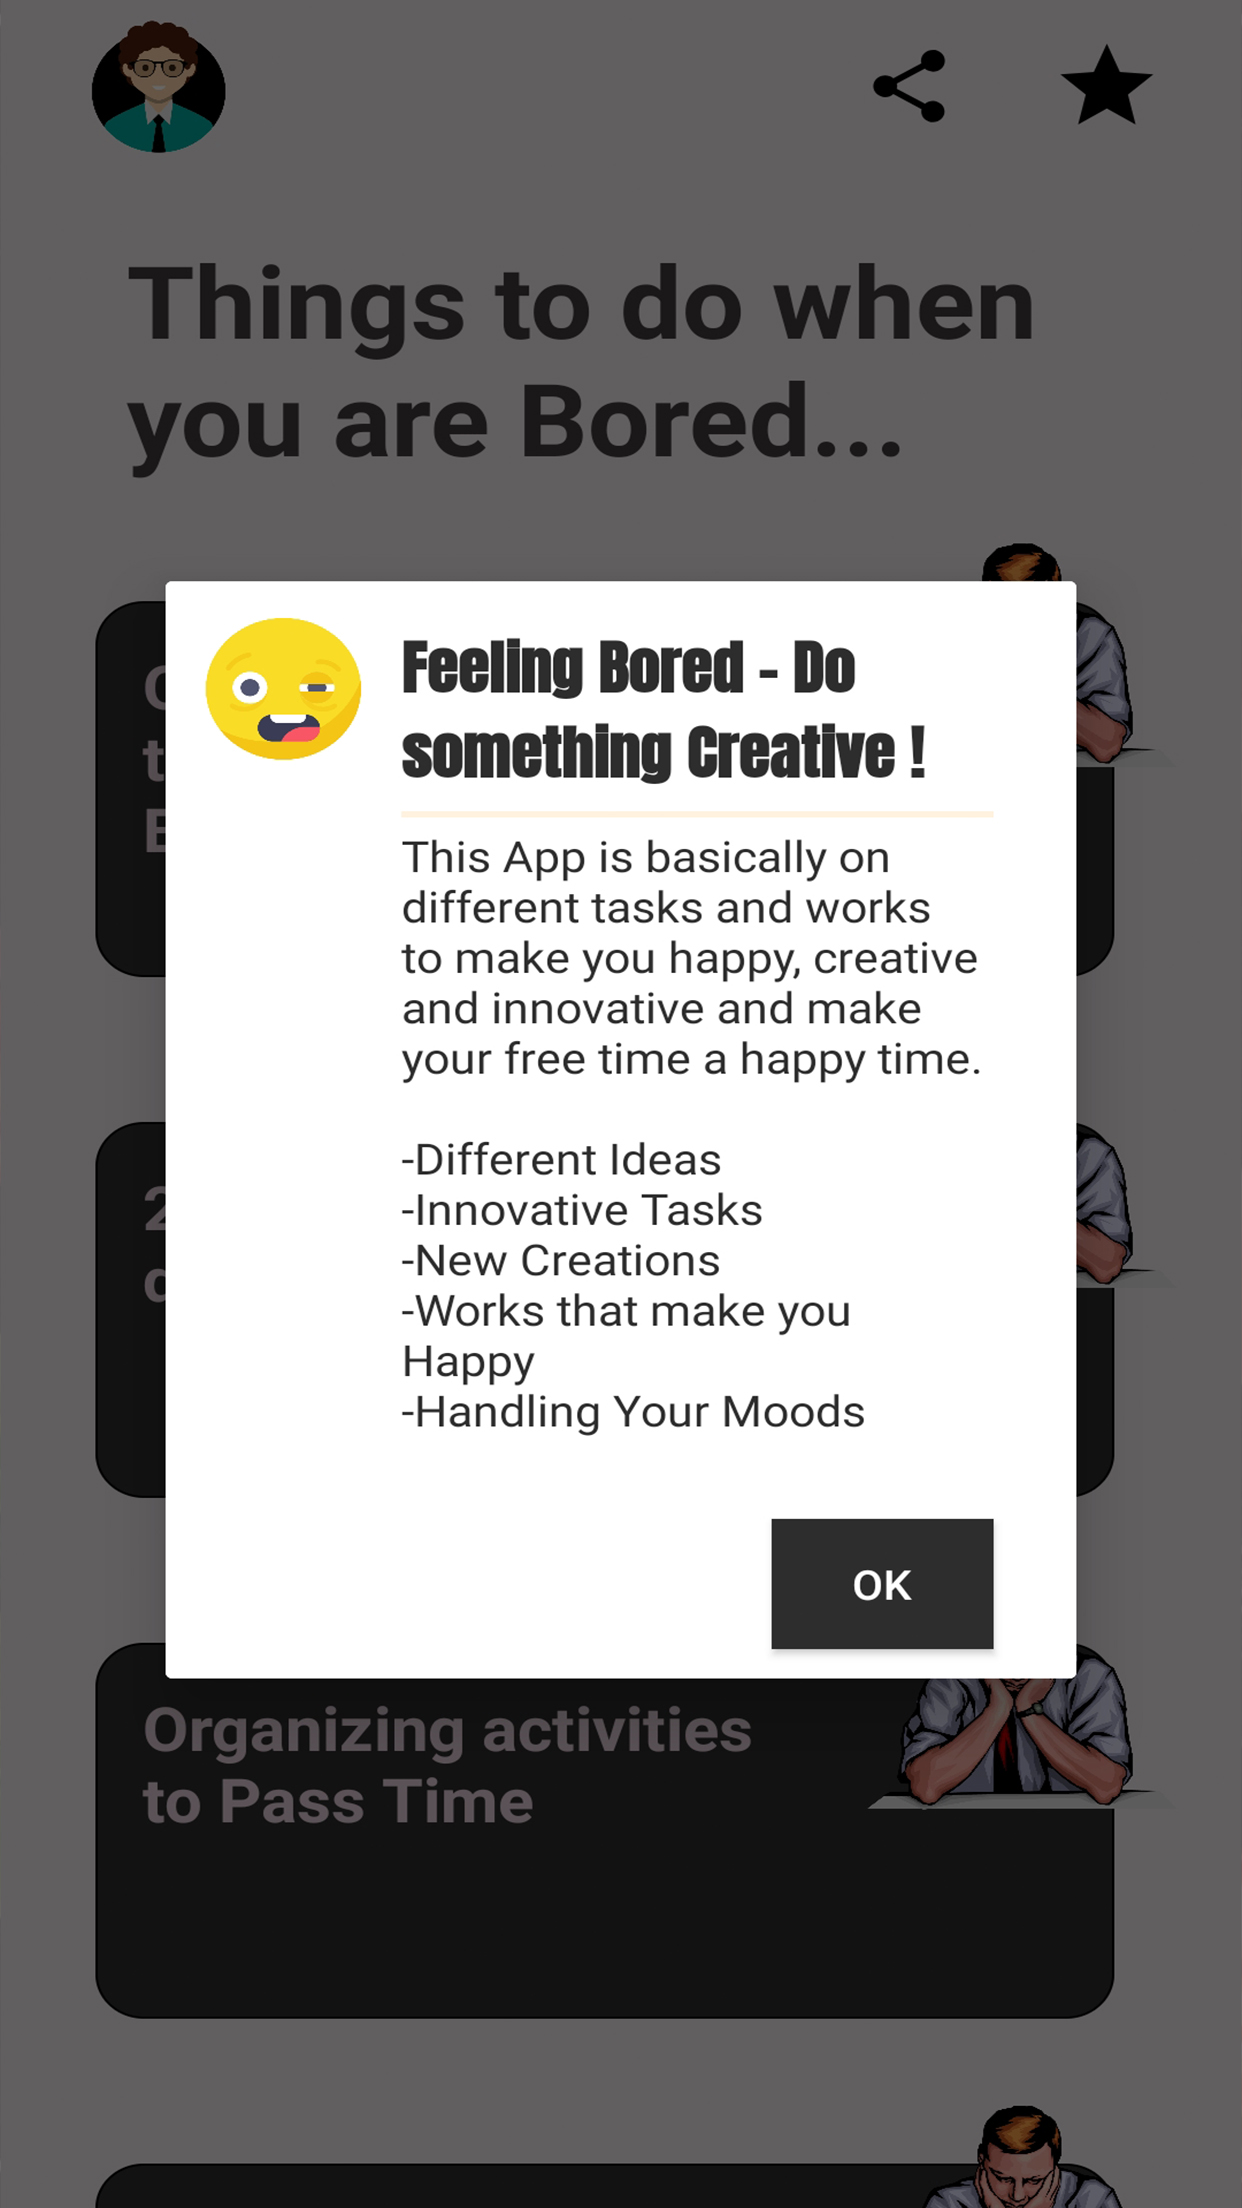 Things to do when
you are Bored...
Feeling Bored - Do
something Creative !
This App is basically on
different tasks and works
to make you happy, creative
and innovative and make
your free time a happy time.
-Different Ideas
-Innovative Tasks
-New Creations
-Works that make you
Happy
-Handling Your Moods
OK
Organizing activities
to Pass Time